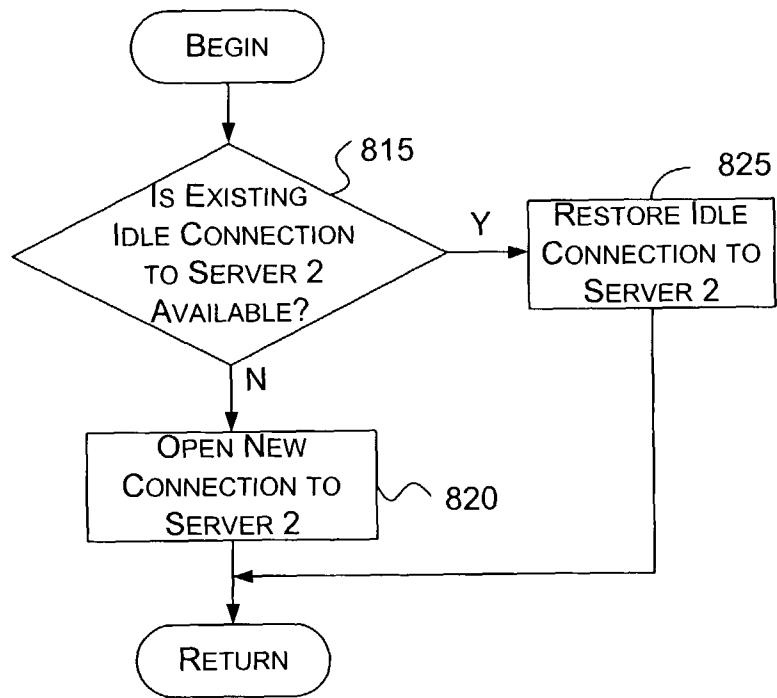 BEGIN
815
IS EXISTING
IDLE CONNECTION
TO SERVER 2
AVAILABLE?
Y
825
RESTORE IDLE
CONNECTION TO
SERVER 2
N
OPEN NEW
CONNECTION TO
SERVER 2
820
RETURN